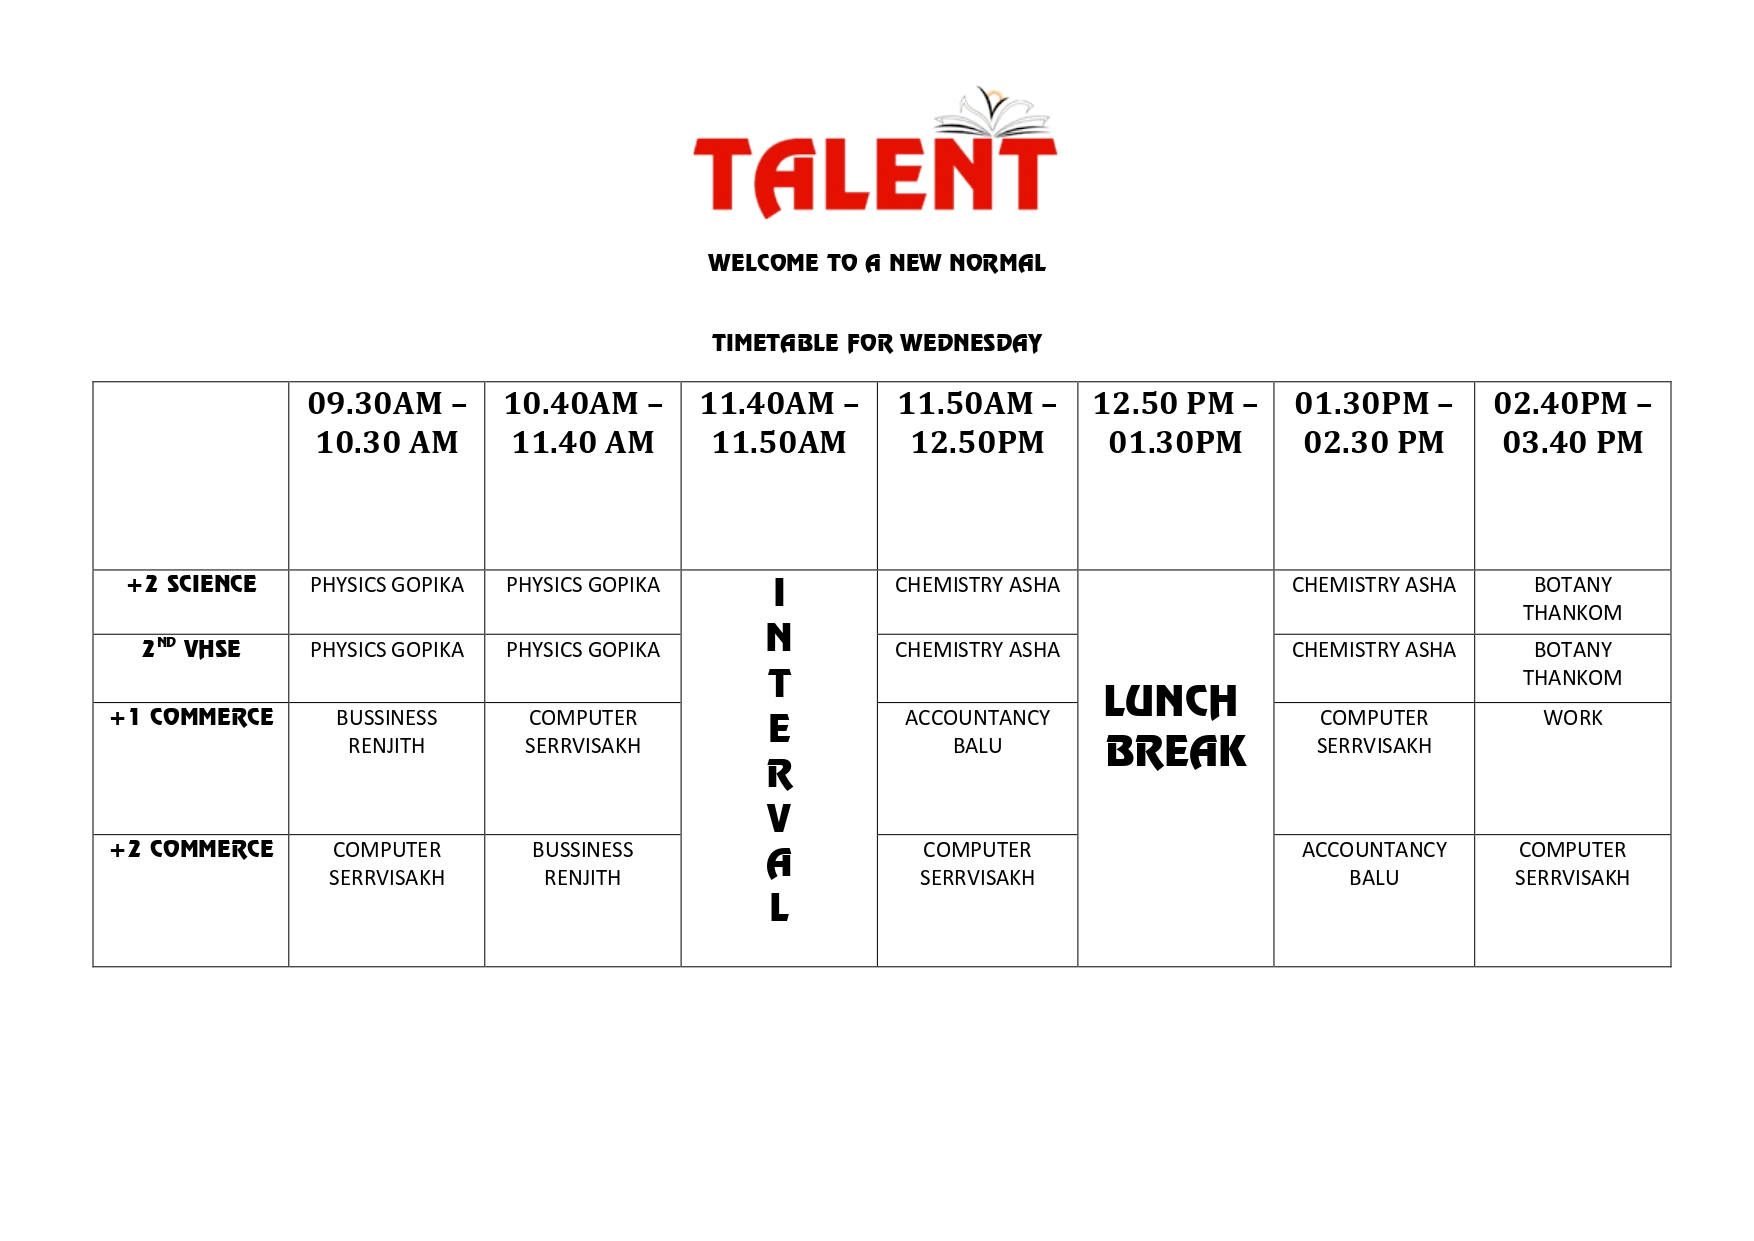 TALENT
WELCOME TO A NEW NORMAL
TIMETABLE FOR WEDNESDAY
09.30AM –
10.30 AM
10.40AM –
11.40 AM
11.40AM –
11.50AM
11.50AM –
12.50PM
12.50 PM –
01.30PM
01.30PM –
02.30 PM
02.40PM –
03.40 PM
+2 SCIENCE
PHYSICS GOPIKA
PHYSICS GOPIKA
I
N
T
E
R
V
A
L
CHEMISTRY ASHA
LUNCH
BREAK
CHEMISTRY ASHA
BOTANY
THANKOM
2ND VHSE
PHYSICS GOPIKA
PHYSICS GOPIKA
CHEMISTRY ASHA
CHEMISTRY ASHA
BOTANY
THANKOM
+1 COMMERCE
BUSSINESS
RENJITH
COMPUTER
SERRVISAKH
ACCOUNTANCY
BALU
COMPUTER
SERRVISAKH
WORK
+2 COMMERCE
COMPUTER
SERRVISAKH
BUSSINESS
RENJITH
COMPUTER
SERRVISAKH
ACCOUNTANCY
BALU
COMPUTER
SERRVISAKH